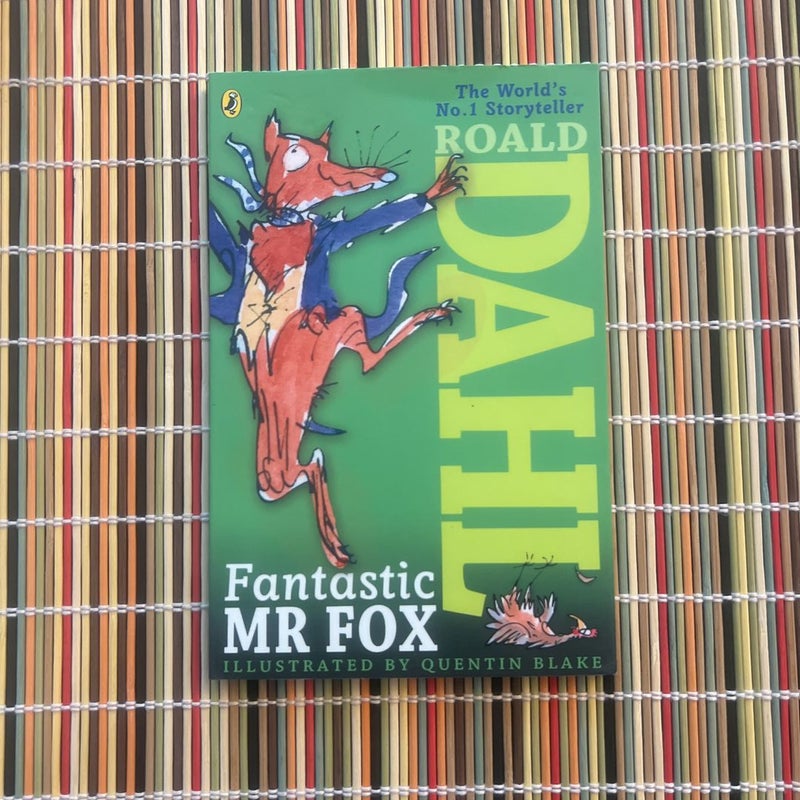 The World's
No.1 Storyteller
ROALD
DAHL
Fantastic
MR FOX
ILLUSTRATED BY QUENTIN BLAKE